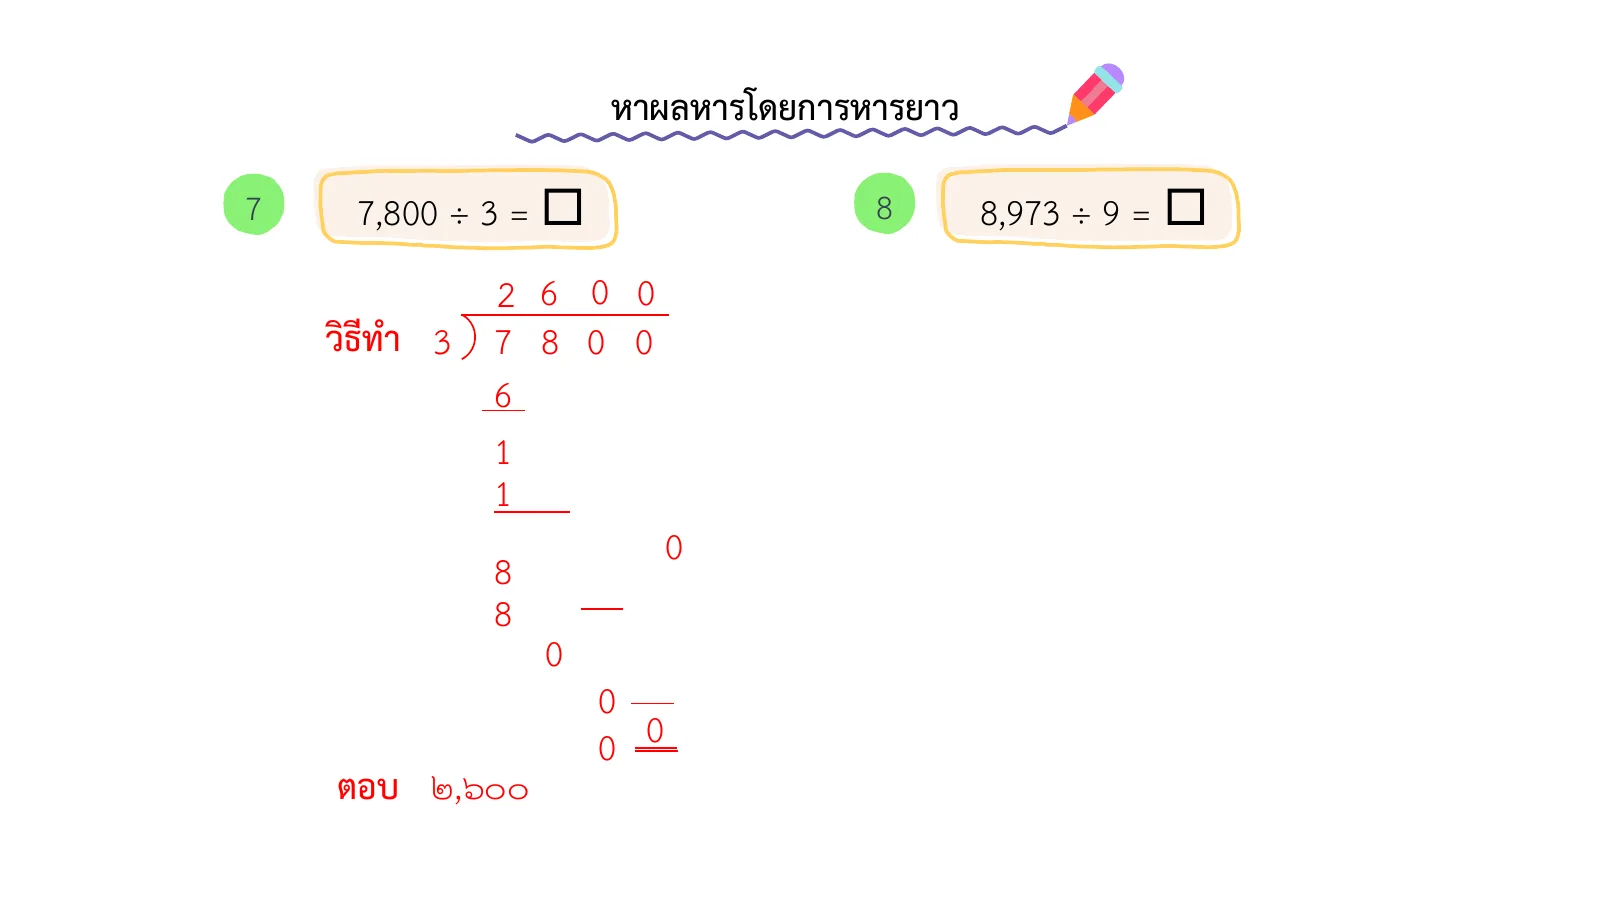 หาผลหารโดยการหารยาว
7 7,800 ÷ 3 = □
8 8,973 ÷ 9 = □
2 6 0 0
วิธีทำ 3 ) 7 8 0 0
6
1
1
0
8
8
0
0
0
0
ตอบ ๒,๖๐๐